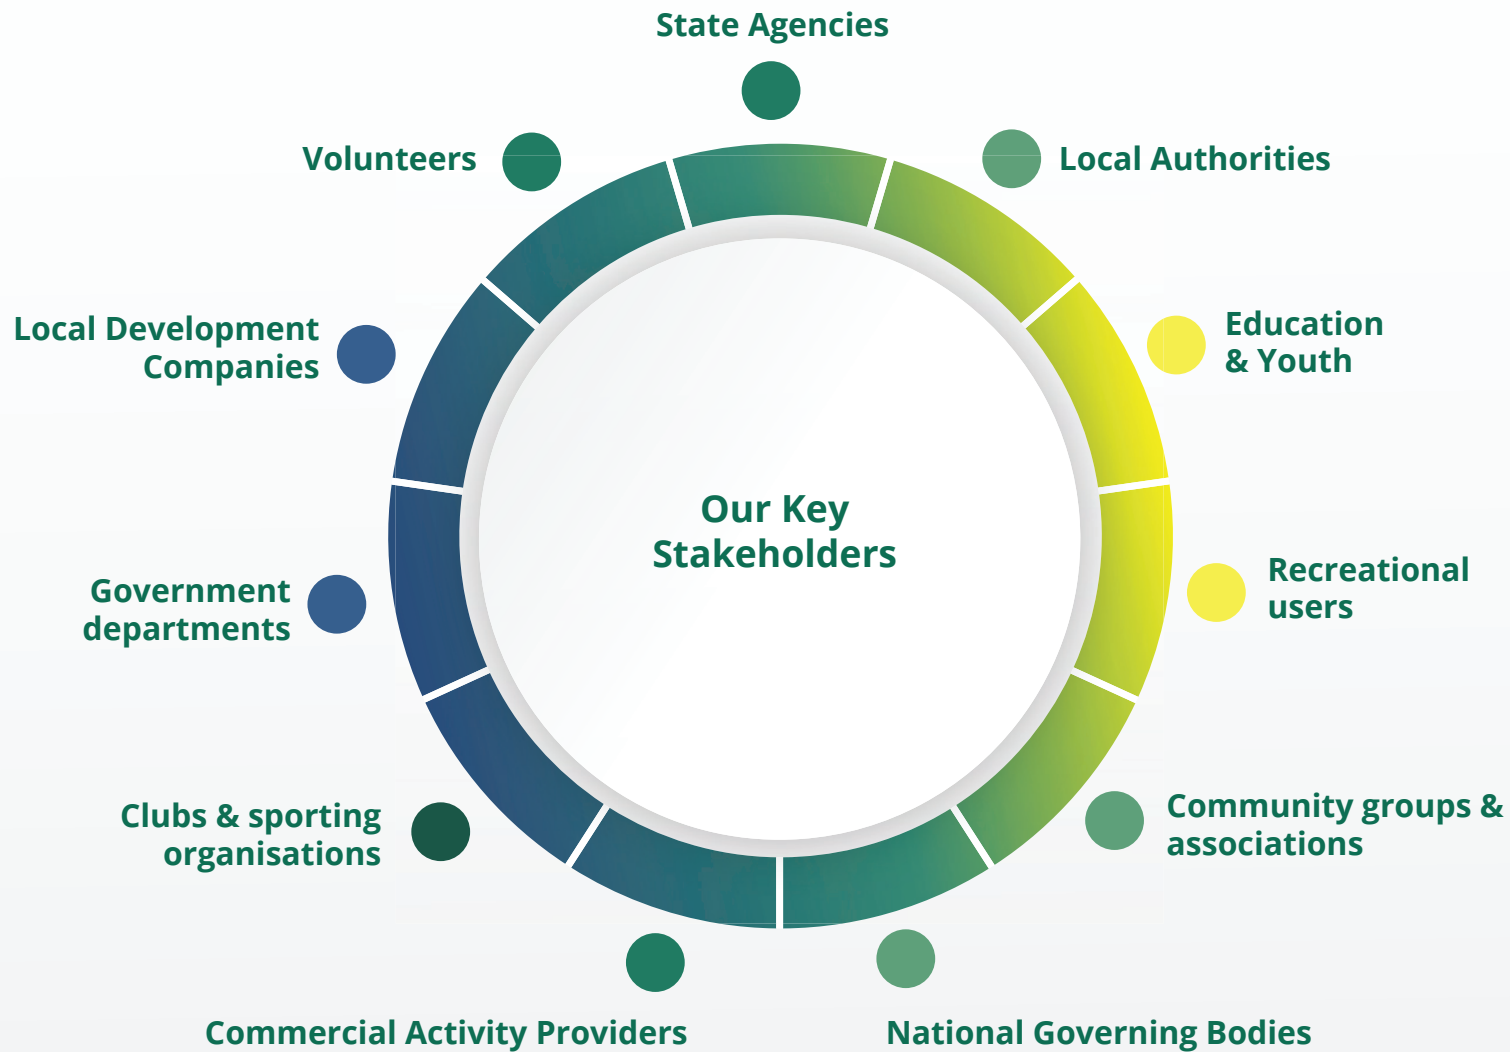 State Agencies
Volunteers
Local Authorities
Local Development
Companies
Education
& Youth
Our Key
Stakeholders
Government
departments
Recreational
users
Clubs & sporting
organisations
Community groups &
associations
Commercial Activity Providers
National Governing Bodies